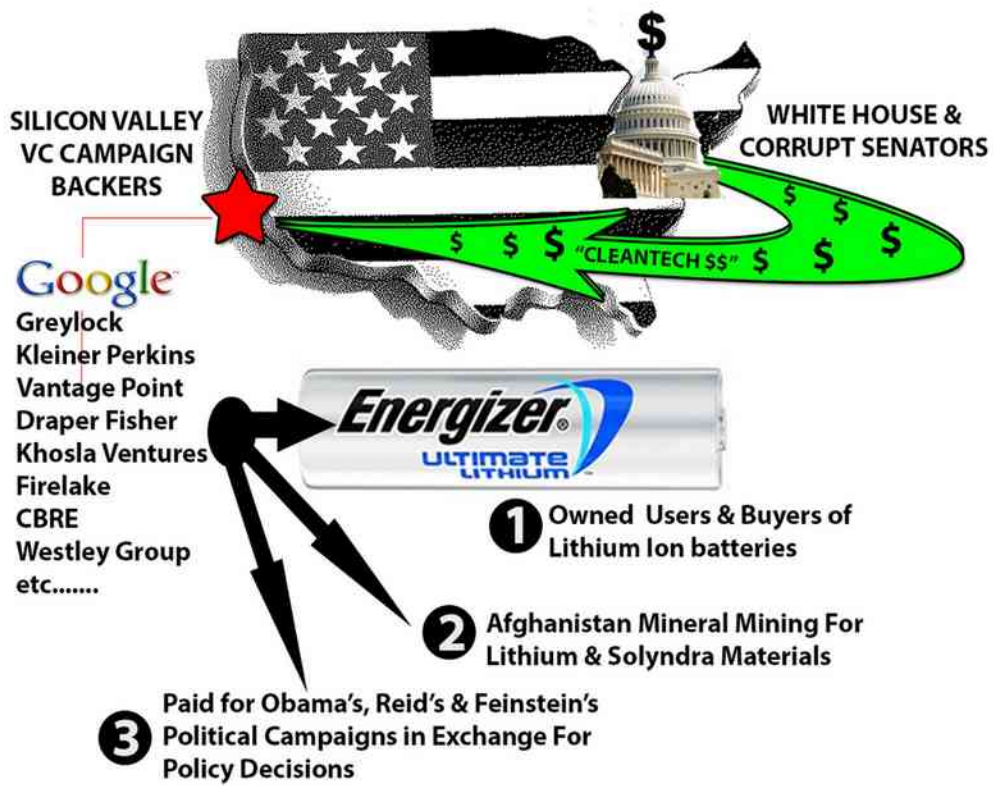 $
SILICON VALLEY
VC CAMPAIGN
BACKERS
WHITE HOUSE &
CORRUPT SENATORS
$ $ $ "CLEANTECH $$" $ $ $ $ $
Google™
Greylock
Kleiner Perkins
Vantage Point
Draper Fisher
Khosla Ventures
Firelake
CBRE
Westley Group
etc.......
Energizer®
ULTIMATE
LITHIUM™
1 Owned Users & Buyers of
Lithium Ion batteries
2 Afghanistan Mineral Mining For
Lithium & Solyndra Materials
3 Paid for Obama's, Reid's & Feinstein's
Political Campaigns in Exchange For
Policy Decisions